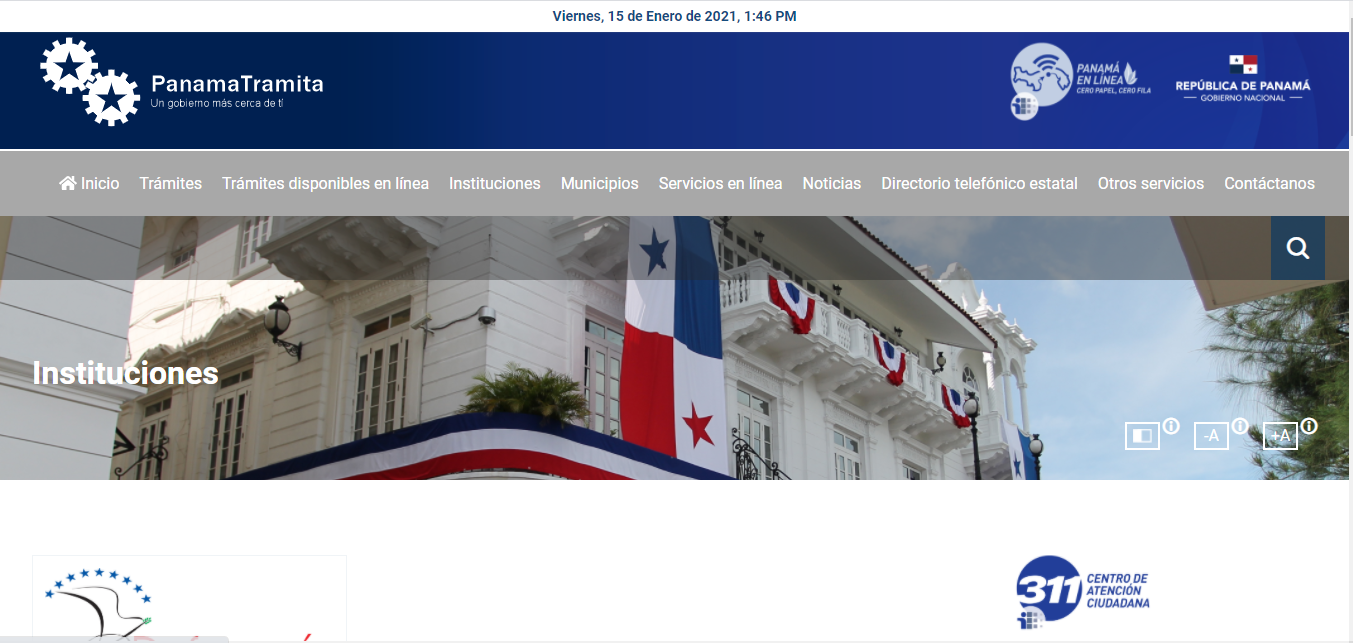 Viernes, 15 de Enero de 2021, 1:46 PM
PanamaTramita
Un gobierno más cerca de tí
PANAMÁ
EN LÍNEA
CERO PAPEL, CERO FILA
REPÚBLICA DE PANAMÁ
— GOBIERNO NACIONAL —
Inicio Trámites Trámites disponibles en línea Instituciones Municipios Servicios en línea Noticias Directorio telefónico estatal Otros servicios Contáctanos
Instituciones
-A +A
311 CENTRO DE
ATENCIÓN
CIUDADANA